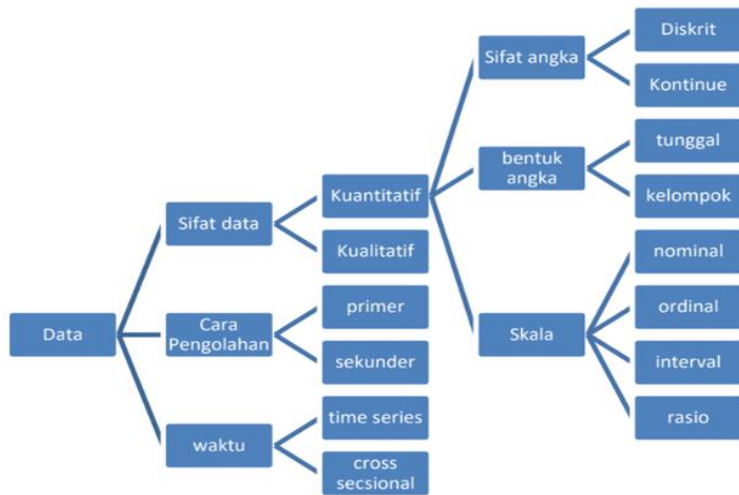 Data
Sifat data
Cara
Pengolahan
waktu
Kuantitatif
Kualitatif
primer
sekunder
time series
cross
secsional
Sifat angka
bentuk
angka
Skala
Diskrit
Kontinue
tunggal
kelompok
nominal
ordinal
interval
rasio